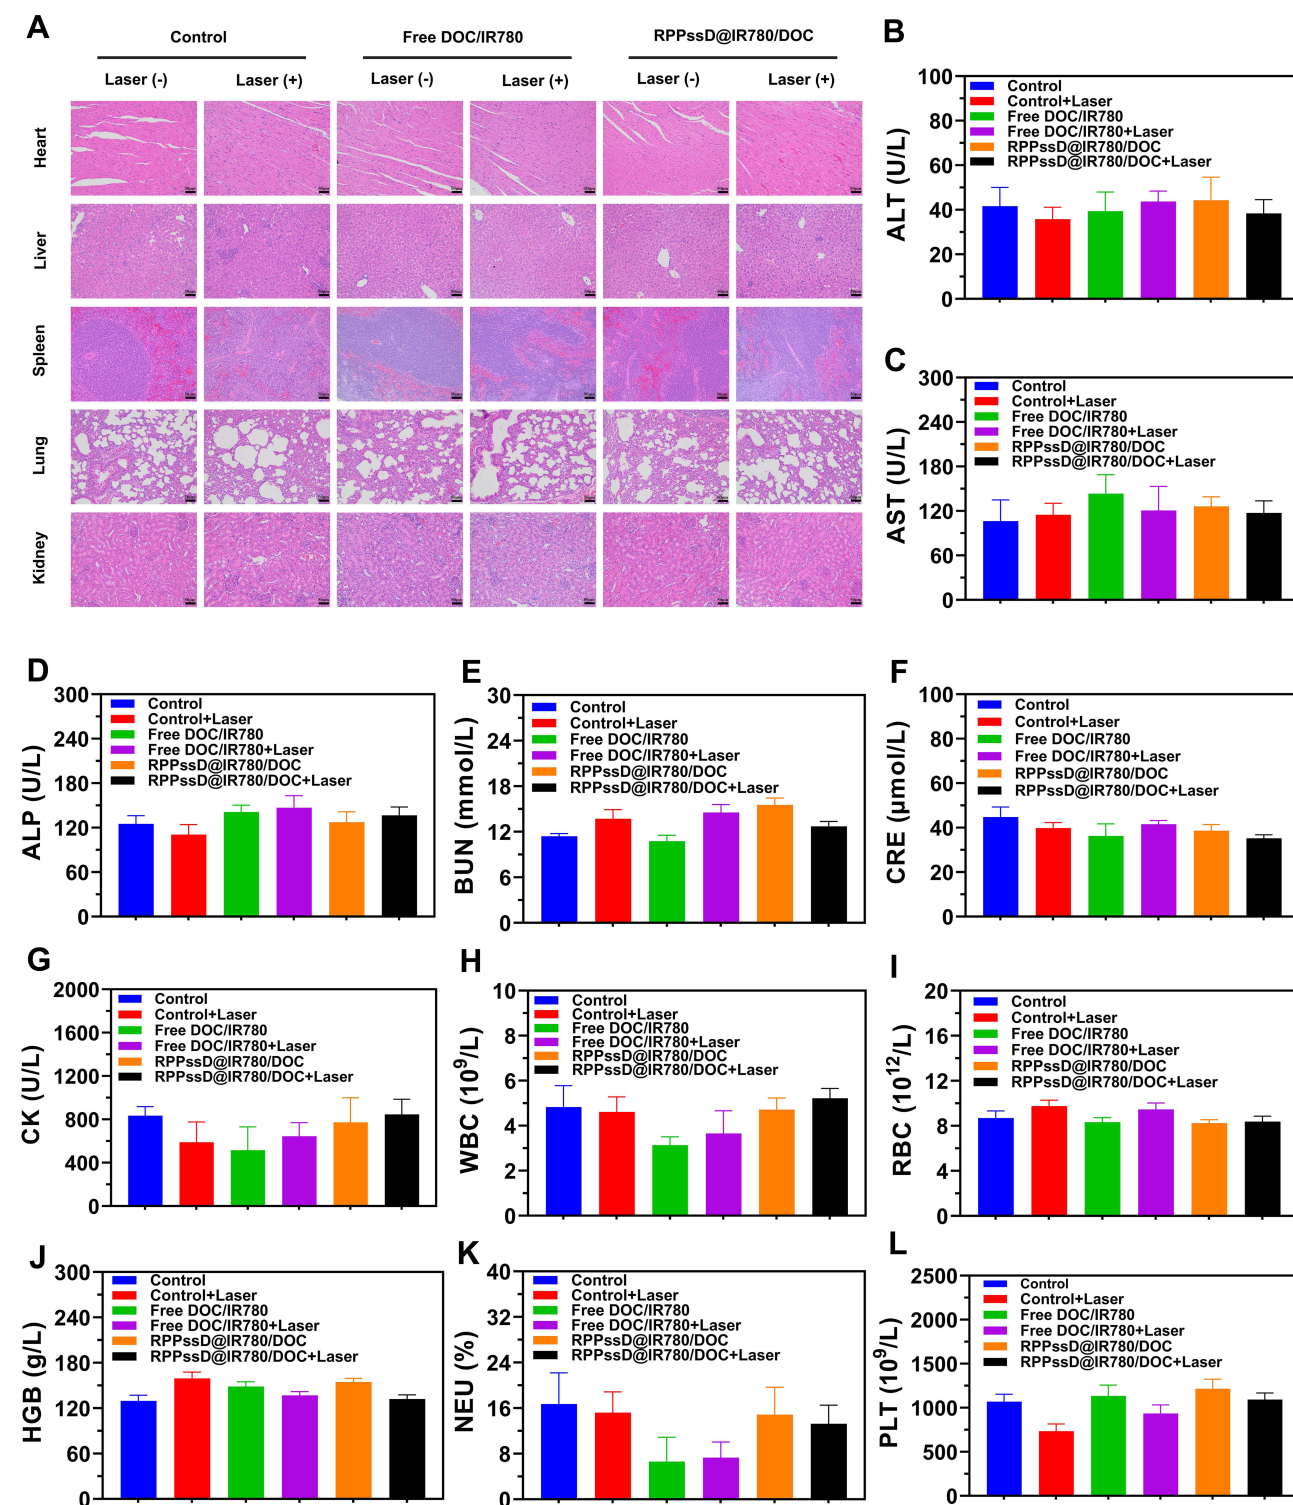 A
Control
Free DOC/IR780
RPPssD@IR780/DOC
Laser (-)
Laser (+)
Laser (-)
Laser (+)
Laser (-)
Laser (+)
Heart
Liver
Spleen
Lung
Kidney
B
ALT (U/L)
100
80
60
40
20
0
Control
Control+Laser
Free DOC/IR780
Free DOC/IR780+Laser
RPPssD@IR780/DOC
RPPssD@IR780/DOC+Laser
C
AST (U/L)
300
240
180
120
60
0
Control
Control+Laser
Free DOC/IR780
Free DOC/IR780+Laser
RPPssD@IR780/DOC
RPPssD@IR780/DOC+Laser
D
ALP (U/L)
300
240
180
120
60
0
Control
Control+Laser
Free DOC/IR780
Free DOC/IR780+Laser
RPPssD@IR780/DOC
RPPssD@IR780/DOC+Laser
E
BUN (mmol/L)
30
24
18
12
6
0
Control
Control+Laser
Free DOC/IR780
Free DOC/IR780+Laser
RPPssD@IR780/DOC
RPPssD@IR780/DOC+Laser
F
CRE (µmol/L)
100
80
60
40
20
0
Control
Control+Laser
Free DOC/IR780
Free DOC/IR780+Laser
RPPssD@IR780/DOC
RPPssD@IR780/DOC+Laser
G
CK (U/L)
2000
1600
1200
800
400
0
Control
Control+Laser
Free DOC/IR780
Free DOC/IR780+Laser
RPPssD@IR780/DOC
RPPssD@IR780/DOC+Laser
H
WBC (10⁹/L)
10
8
6
4
2
0
Control
Control+Laser
Free DOC/IR780
Free DOC/IR780+Laser
RPPssD@IR780/DOC
RPPssD@IR780/DOC+Laser
I
RBC (10¹²/L)
20
16
12
8
4
0
Control
Control+Laser
Free DOC/IR780
Free DOC/IR780+Laser
RPPssD@IR780/DOC
RPPssD@IR780/DOC+Laser
J
HGB (g/L)
300
240
180
120
60
0
Control
Control+Laser
Free DOC/IR780
Free DOC/IR780+Laser
RPPssD@IR780/DOC
RPPssD@IR780/DOC+Laser
K
NEU (%)
40
32
24
16
8
0
Control
Control+Laser
Free DOC/IR780
Free DOC/IR780+Laser
RPPssD@IR780/DOC
RPPssD@IR780/DOC+Laser
L
PLT (10⁹/L)
2500
2000
1500
1000
500
0
Control
Control+Laser
Free DOC/IR780
Free DOC/IR780+Laser
RPPssD@IR780/DOC
RPPssD@IR780/DOC+Laser